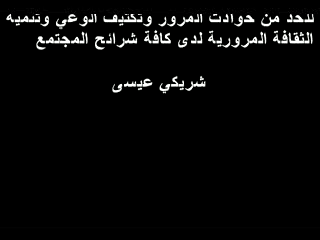 للحد من حوادث المرور وتكثيف الوعي وتنمية
الثقافة المرورية لدى كافة شرائح المجتمع
شريكي عيسى